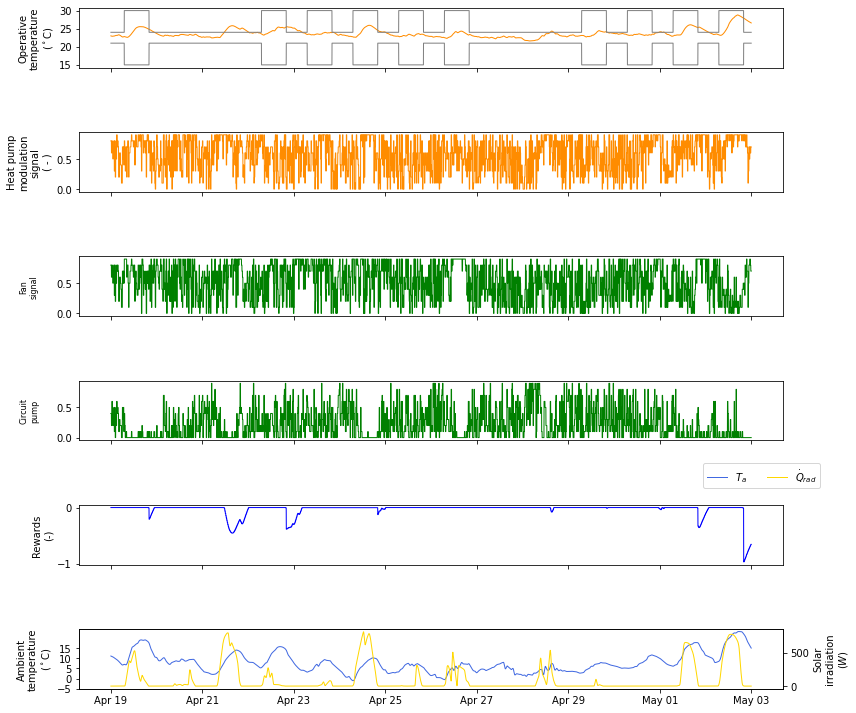 Operative
temperature
(°C)
30
25
20
15
Heat pump
modulation
signal
( - )
0.5
0.0
Fan
signal
0.5
0.0
Circuit
pump
0.5
0.0
T_a
Q̇_rad
Rewards
(-)
0
−1
Ambient
temperature
(°C)
15
10
5
0
−5
500
0
Solar
irradiation
(W)
Apr 19 Apr 21 Apr 23 Apr 25 Apr 27 Apr 29 May 01 May 03